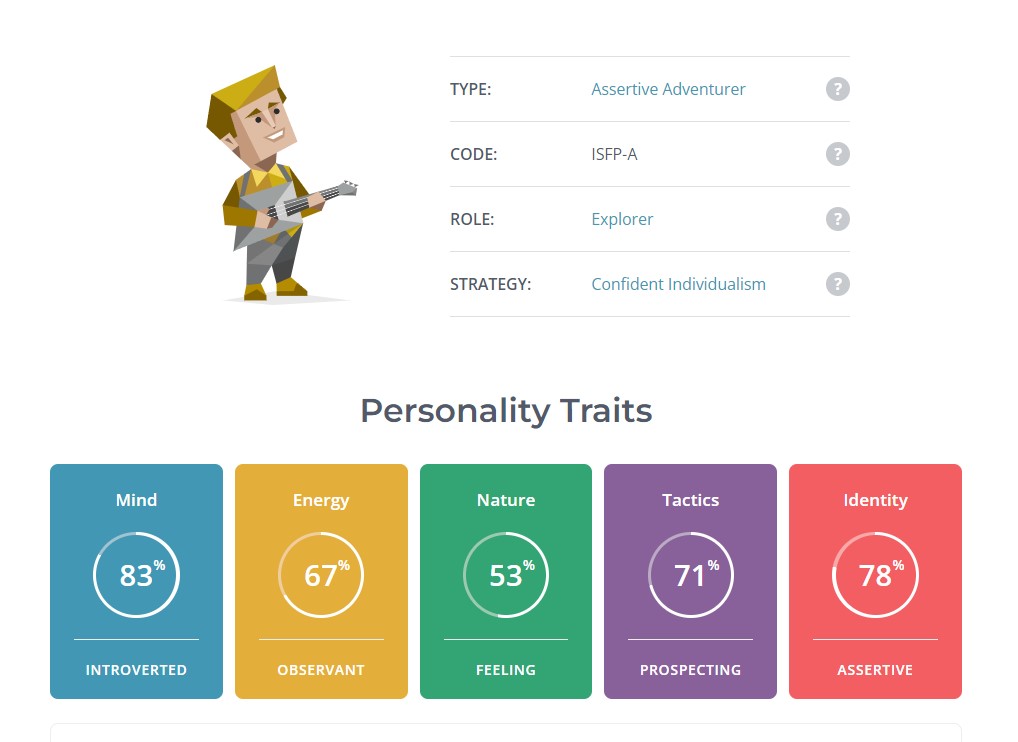 TYPE: Assertive Adventurer ?
CODE: ISFP-A ?
ROLE: Explorer ?
STRATEGY: Confident Individualism ?
Personality Traits
Mind Energy Nature Tactics Identity
83% 67% 53% 71% 78%
INTROVERTED OBSERVANT FEELING PROSPECTING ASSERTIVE